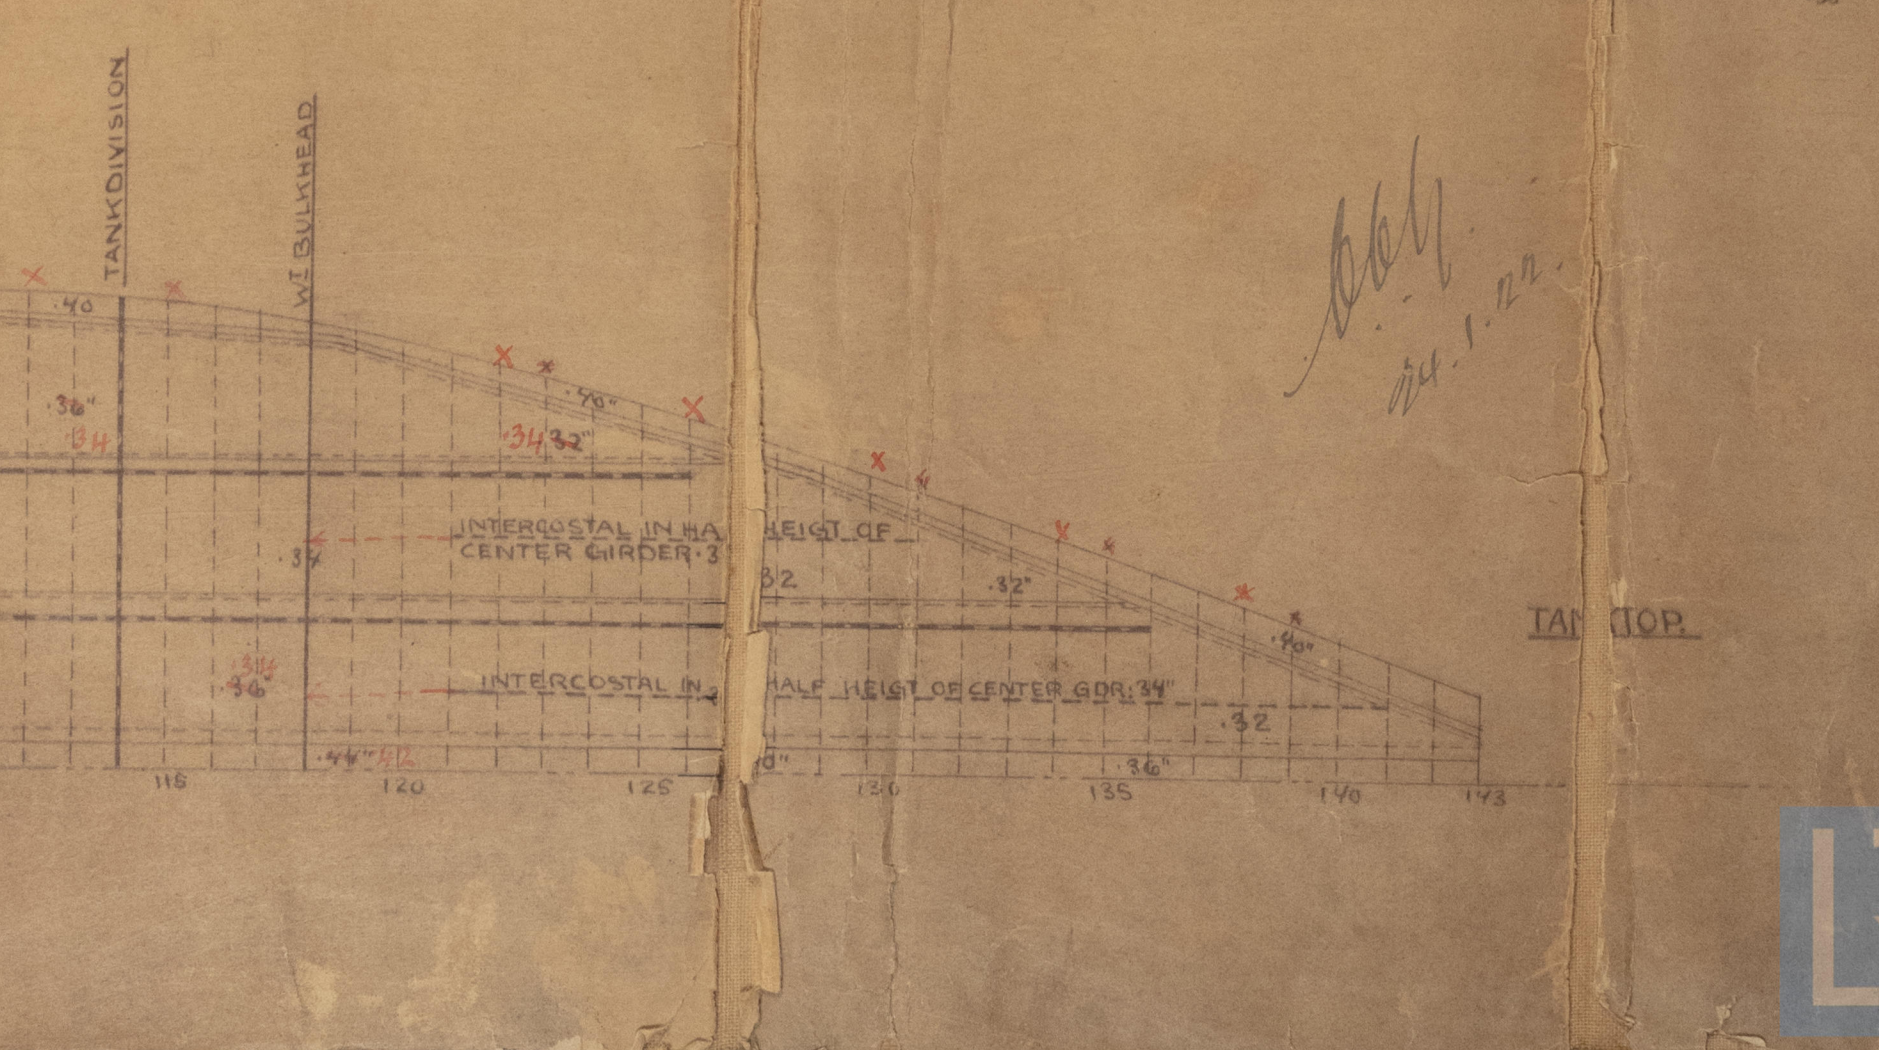 TANKDIVISION
WT BULKHEAD
.40
.36"
.34
.40"
.34 32"
24.1.22.
INTERCOSTAL IN HA HEIGT OF
CENTER GIRDER.3
.34
32
.32"
TANKTOP.
.34
.36"
INTERCOSTAL IN HALF HEIGT OF CENTER GDR:34"
.40"
.32
.44" 42
0"
.36"
115 120 125 130 135 140 143